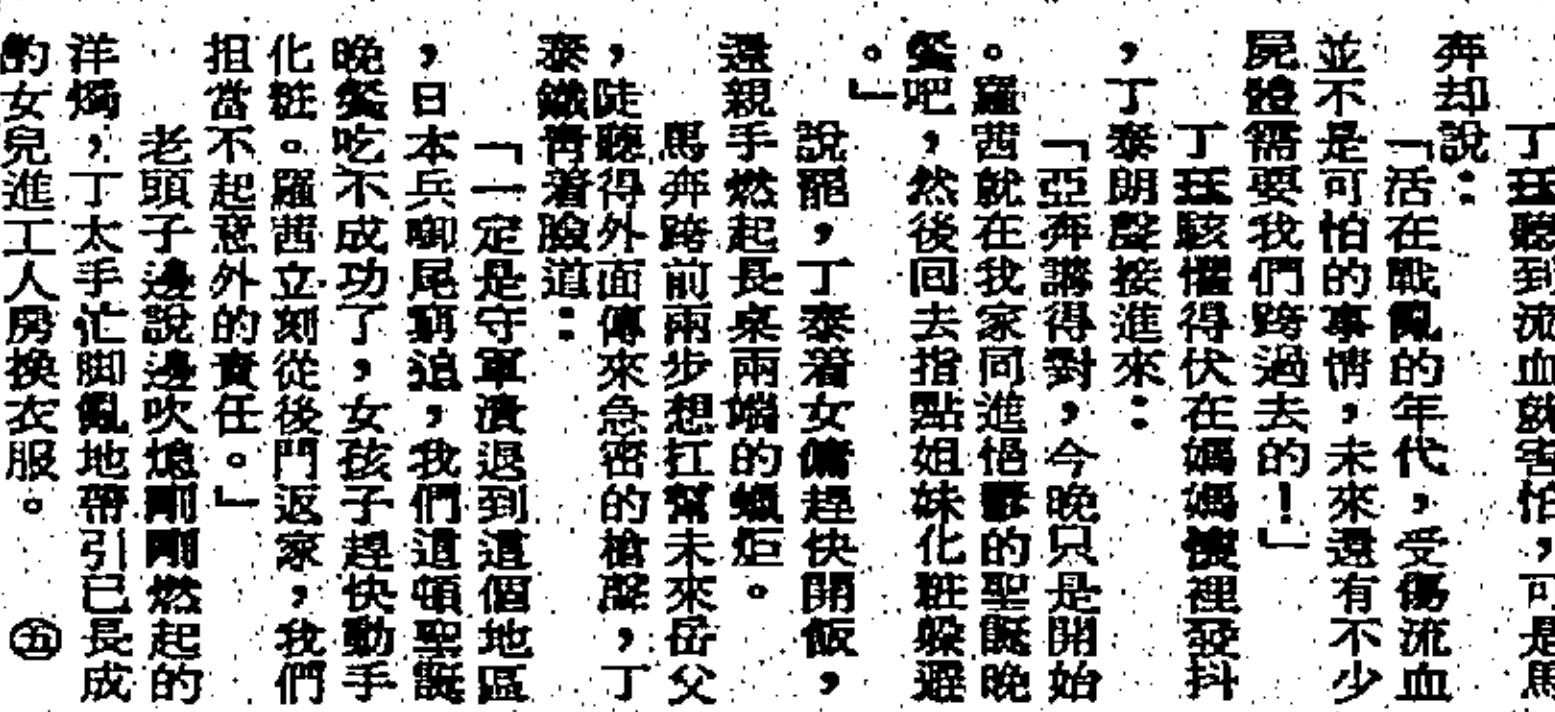 丁玨聽到流血就害怕，可是馬
奔却說：
「活在戰亂的年代，受傷流血
並不是可怕的事情，未來還有不少
屍體需要我們跨過去的！」
丁玨駭懼得伏在媽媽懷裡發抖
，丁泰朗聲接進來：
「亞奔講得對，今晚只是開始
。羅茜就在我家同進悒鬱的聖誕晚
餐吧，然後回去指點姐妹化粧躲避
。」
說罷，丁泰着女傭趕快開飯，
還親手燃起長桌兩端的蠟炬。
馬奔跨前兩步想扛幫未來岳父
，陡聽得外面傳來急密的槍聲，丁
泰鐵青着臉道：
「一定是守軍潰退到這個地區
，日本兵啣尾窮追，我們這頓聖誕
晚餐吃不成功了，女孩子趕快動手
化粧。羅茜立刻從後門返家，我們
担當不起意外的責任。」
老頭子邊說邊吹熄剛剛燃起的
洋燭，丁太手忙脚亂地帶引已長成
的女兒進工人房換衣服。　㊄